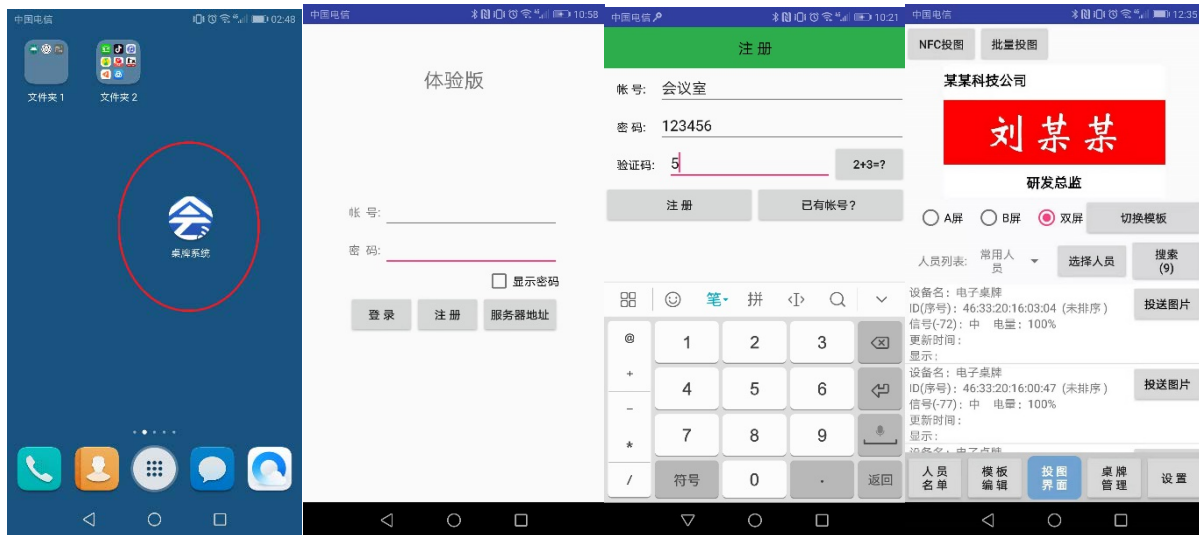 中国电信
02:48
文件夹 1
文件夹 2
会
桌牌系统
中国电信
10:58
体验版
帐 号:
密 码:
显示密码
登 录
注 册
服务器地址
中国电信
10:21
注 册
帐 号: 会议室
密 码: 123456
验证码: 5
2+3=?
注 册
已有帐号?
笔
拼
@
1
2
3
+
4
5
6
-
7
8
9
*
/
符号
0
.
返回
中国电信
12:35
NFC投图
批量投图
某某科技公司
刘某某
研发总监
A屏
B屏
双屏
切换模板
人员列表:
常用人
员
选择人员
搜索
(9)
设备名: 电子桌牌
ID(序号): 46:33:20:16:03:04 (未排序)
信号(-72): 中 电量: 100%
更新时间:
显示:
投送图片
设备名: 电子桌牌
ID(序号): 46:33:20:16:00:47 (未排序)
信号(-77): 中 电量: 100%
更新时间:
显示:
投送图片
人 员
名 单
模 板
编 辑
投 图
界 面
桌 牌
管 理
设 置